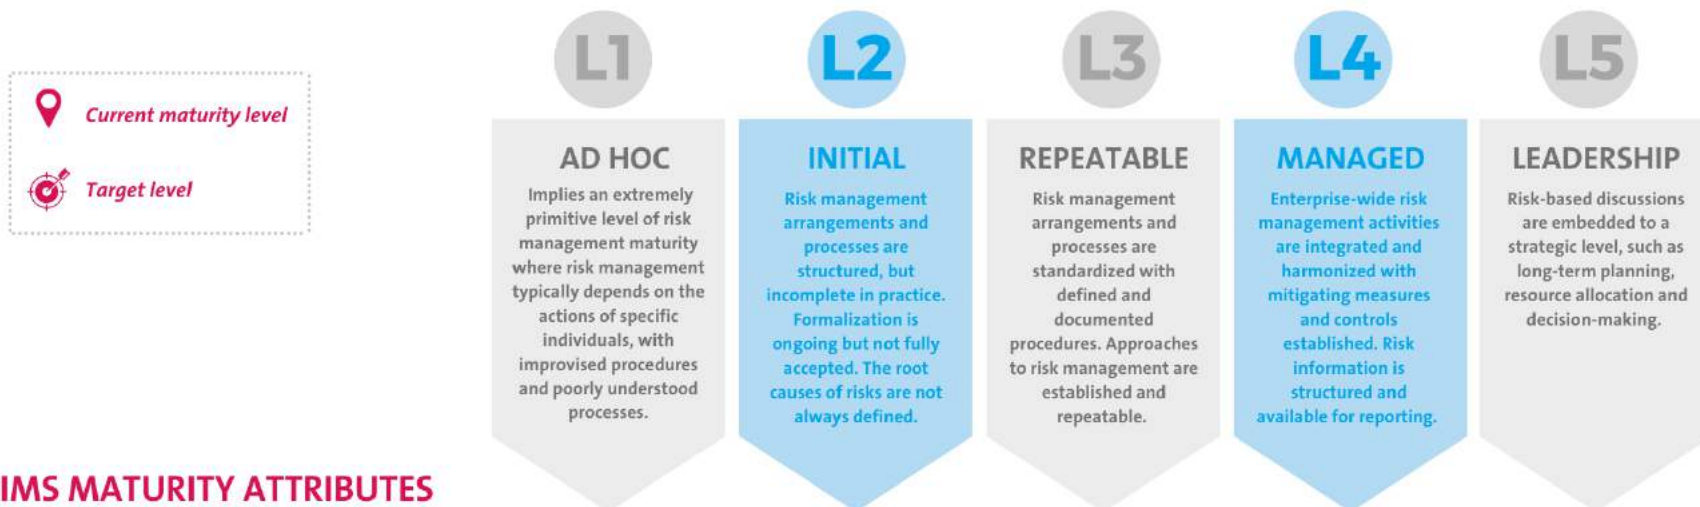 Current maturity level
Target level
IMS MATURITY ATTRIBUTES
L1
AD HOC
Implies an extremely
primitive level of risk
management maturity
where risk management
typically depends on the
actions of specific
individuals, with
improvised procedures
and poorly understood
processes.
L2
INITIAL
Risk management
arrangements and
processes are
structured, but
incomplete in practice.
Formalization is
ongoing but not fully
accepted. The root
causes of risks are not
always defined.
L3
REPEATABLE
Risk management
arrangements and
processes are
standardized with
defined and
documented
procedures. Approaches
to risk management are
established and
repeatable.
L4
MANAGED
Enterprise-wide risk
management activities
are integrated and
harmonized with
mitigating measures
and controls
established. Risk
information is
structured and
available for reporting.
L5
LEADERSHIP
Risk-based discussions
are embedded to a
strategic level, such as
long-term planning,
resource allocation and
decision-making.